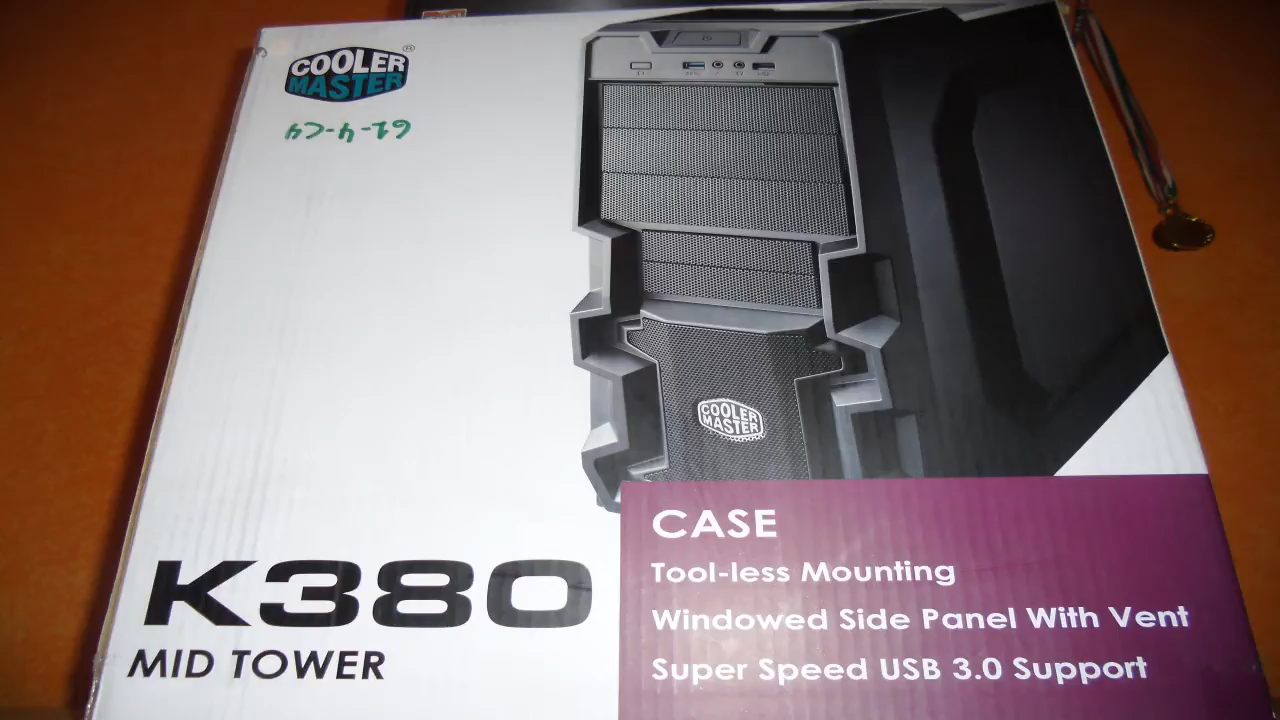 COOLER
MASTER®
COOLER
MASTER
K380
MID TOWER
CASE
Tool-less Mounting
Windowed Side Panel With Vent
Super Speed USB 3.0 Support